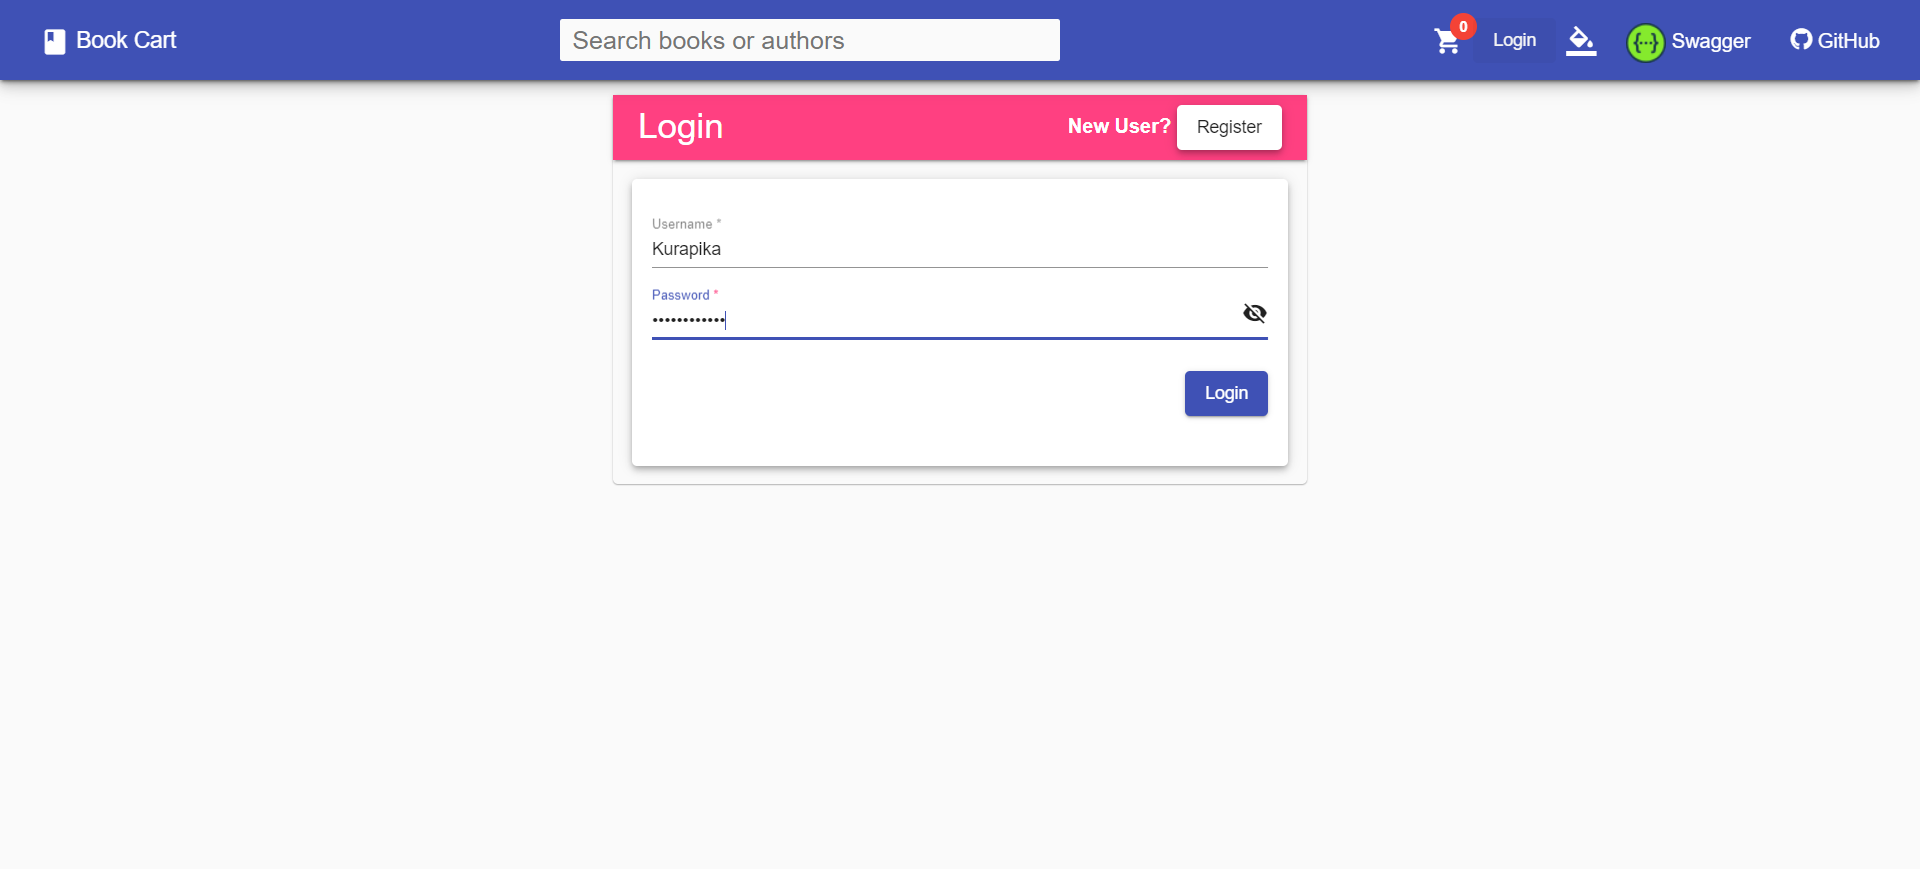 Book Cart
Search books or authors
0
Login
Swagger
GitHub
Login
New User?
Register
Username *
Kurapika
Password *
••••••••••••
Login